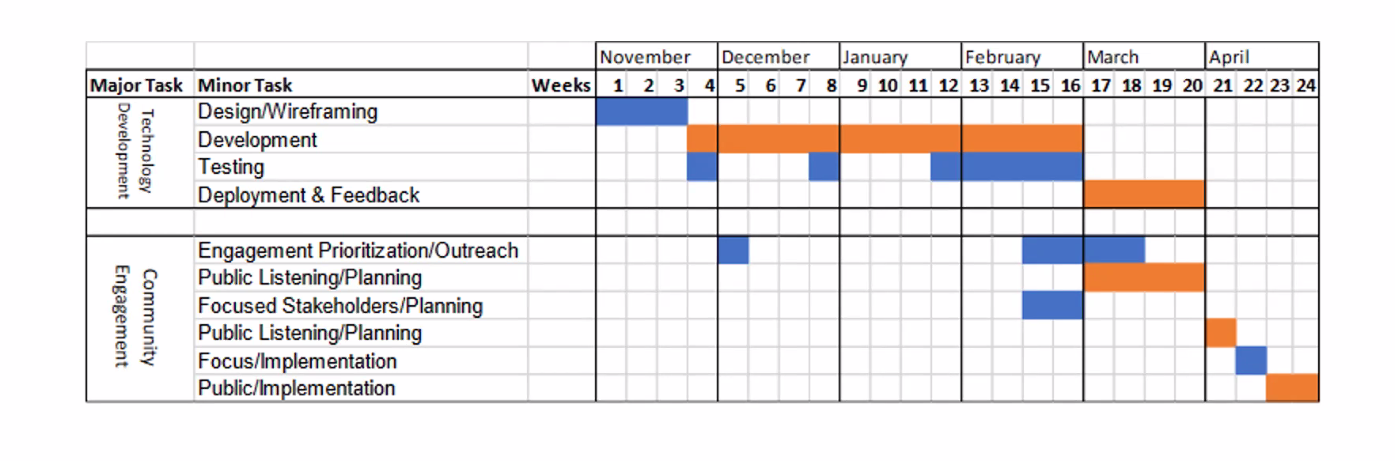 November December January February March April
Major Task Minor Task Weeks 1 2 3 4 5 6 7 8 9 10 11 12 13 14 15 16 17 18 19 20 21 22 23 24
Technology
Development
Design/Wireframing
Development
Testing
Deployment & Feedback
Community
Engagement
Engagement Prioritization/Outreach
Public Listening/Planning
Focused Stakeholders/Planning
Public Listening/Planning
Focus/Implementation
Public/Implementation